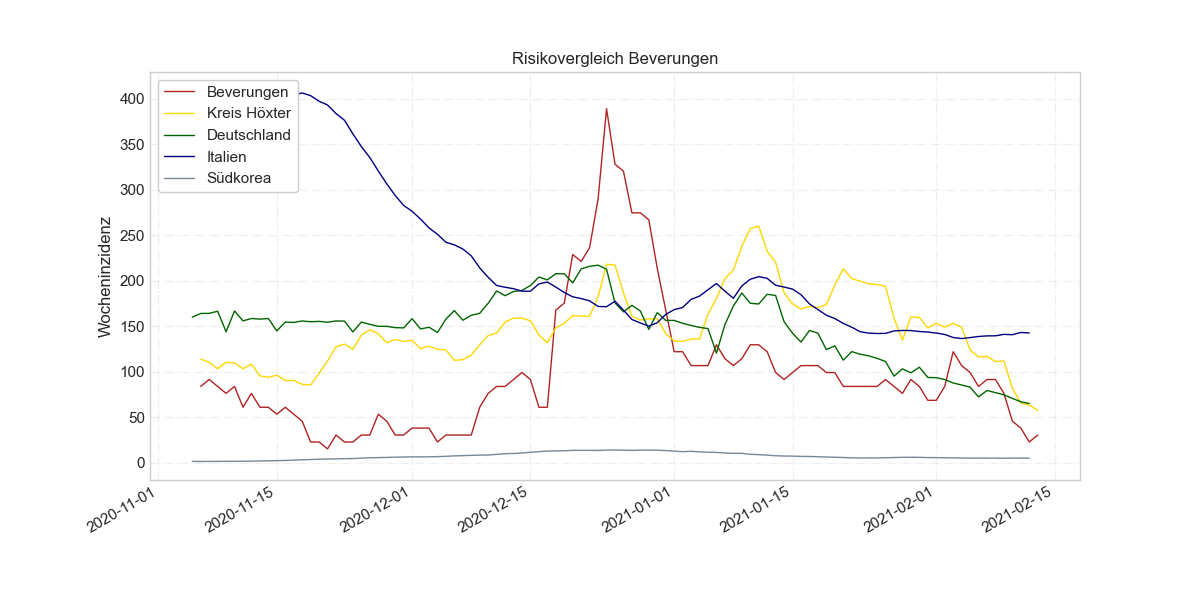 Risikovergleich Beverungen
Beverungen
Kreis Höxter
Deutschland
Italien
Südkorea
Wocheninzidenz
400
350
300
250
200
150
100
50
0
2020-11-01
2020-11-15
2020-12-01
2020-12-15
2021-01-01
2021-01-15
2021-02-01
2021-02-15